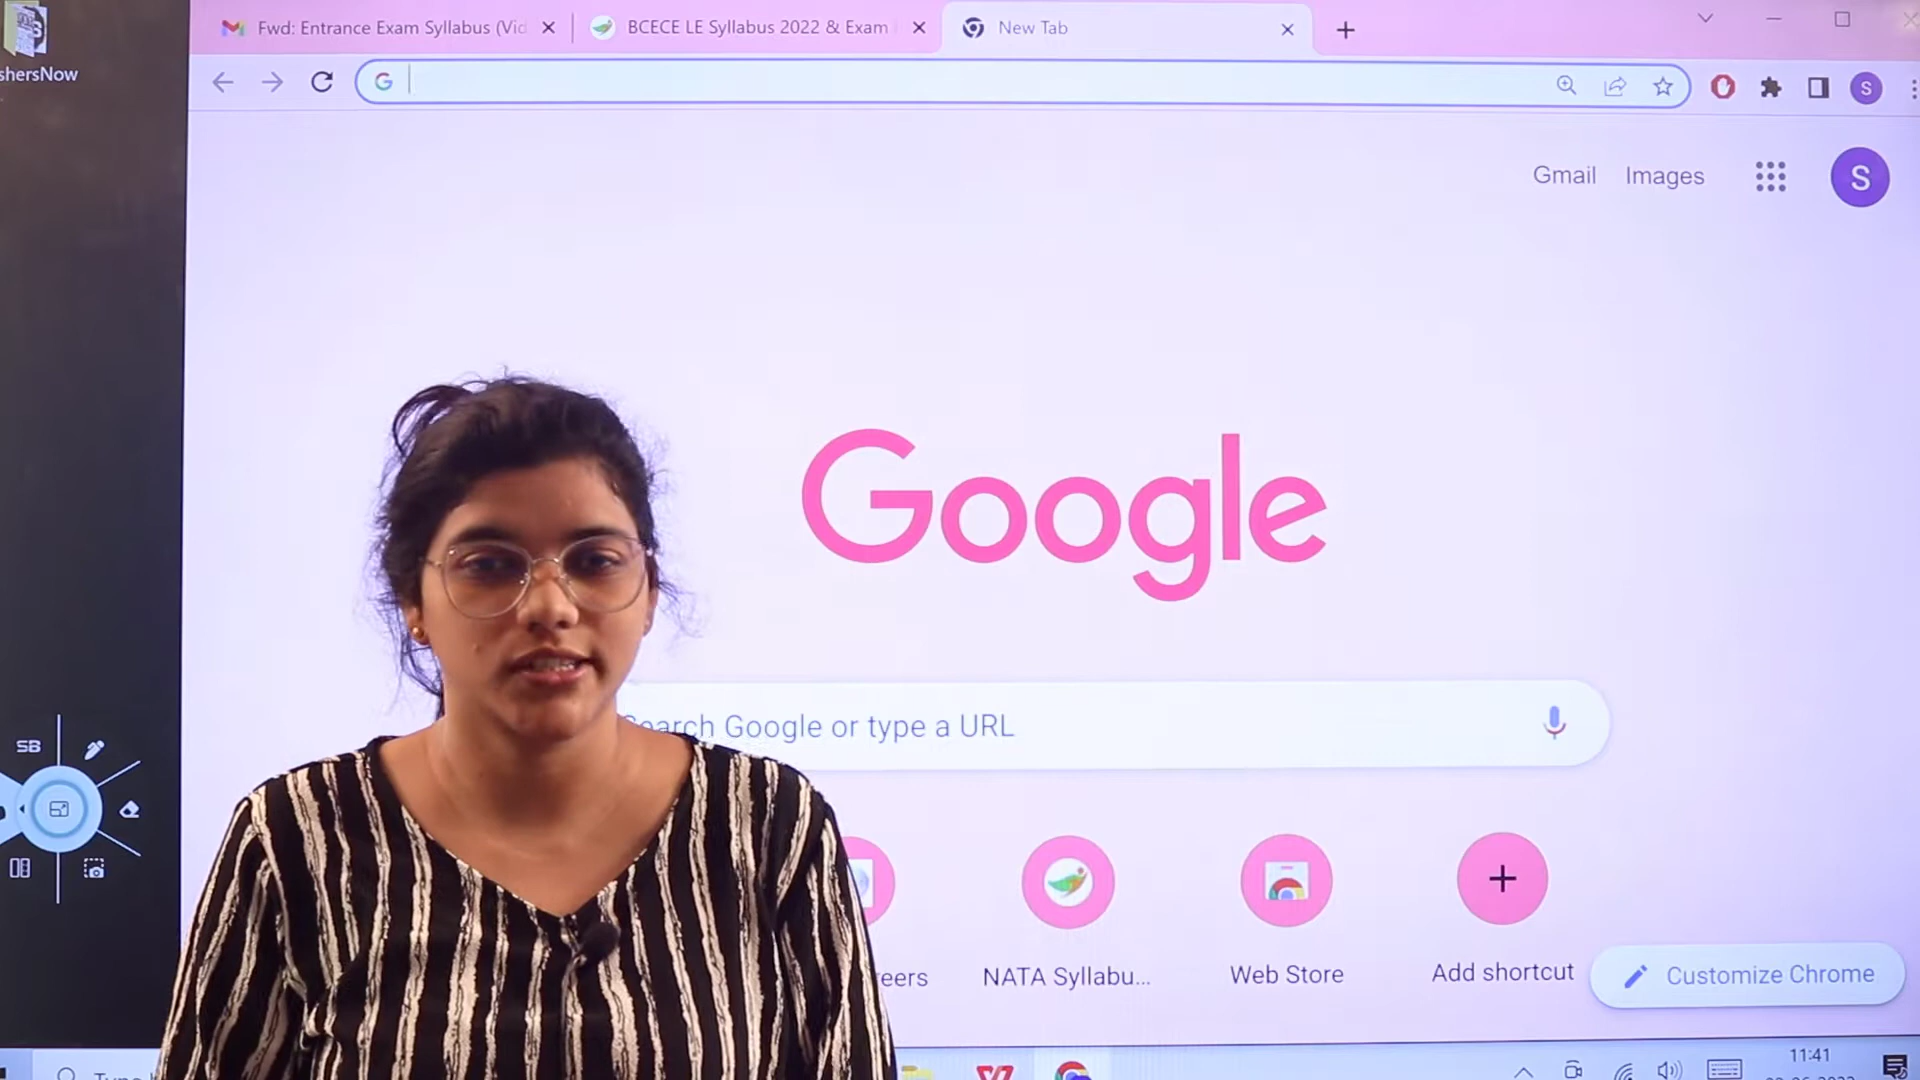 shersNow
Fwd: Entrance Exam Syllabus (Vid
BCECE LE Syllabus 2022 & Exam
New Tab
G
S
Gmail
Images
S
Google
Search Google or type a URL
SB
eers
NATA Syllabu...
Web Store
Add shortcut
Customize Chrome
11:41